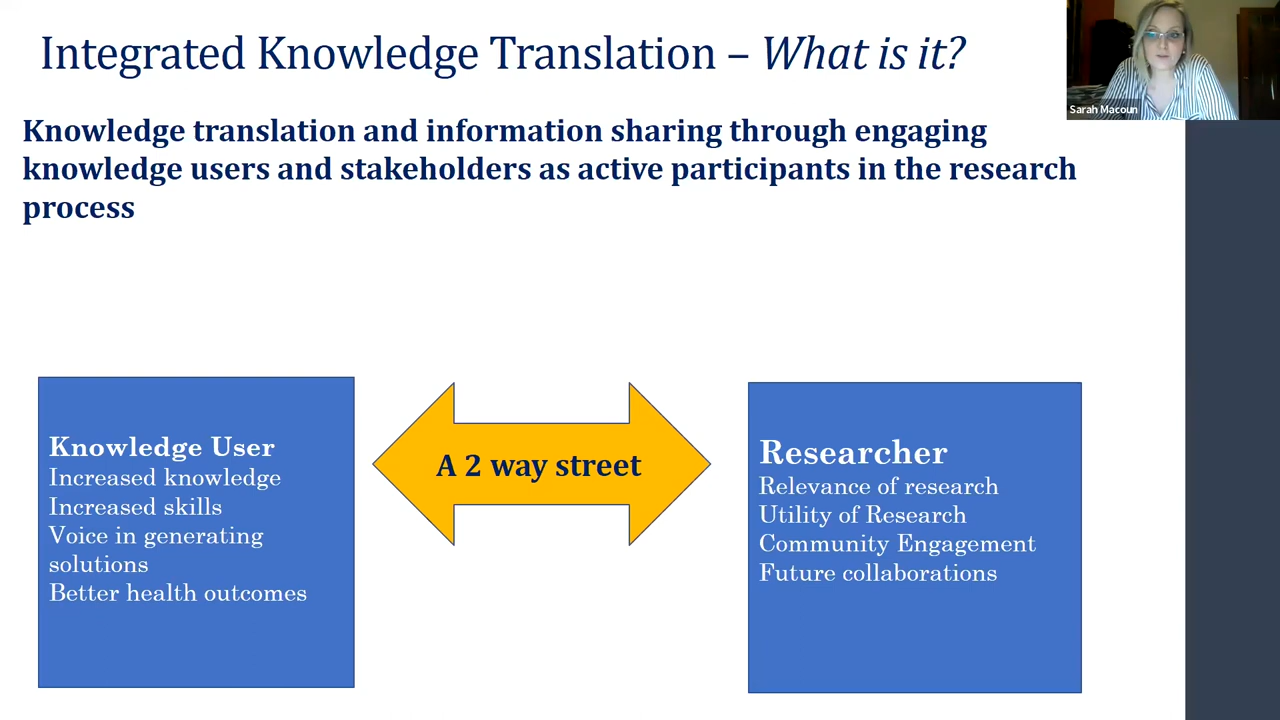 Integrated Knowledge Translation – What is it?
Sarah Macoun
Knowledge translation and information sharing through engaging
knowledge users and stakeholders as active participants in the research
process
Knowledge User
Increased knowledge
Increased skills
Voice in generating
solutions
Better health outcomes
A 2 way street
Researcher
Relevance of research
Utility of Research
Community Engagement
Future collaborations